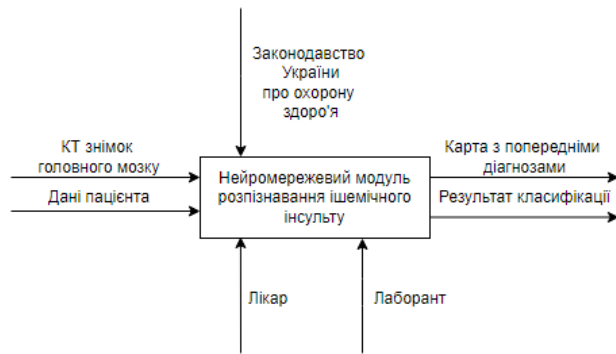 Законодавство
України
про охорону
здоро'я
КТ знімок
головного мозку
Дані пацієнта
Нейромережевий модуль
розпізнавання ішемічного
інсульту
Карта з попередніми
діагнозами
Результат класифікації
Лікар
Лаборант